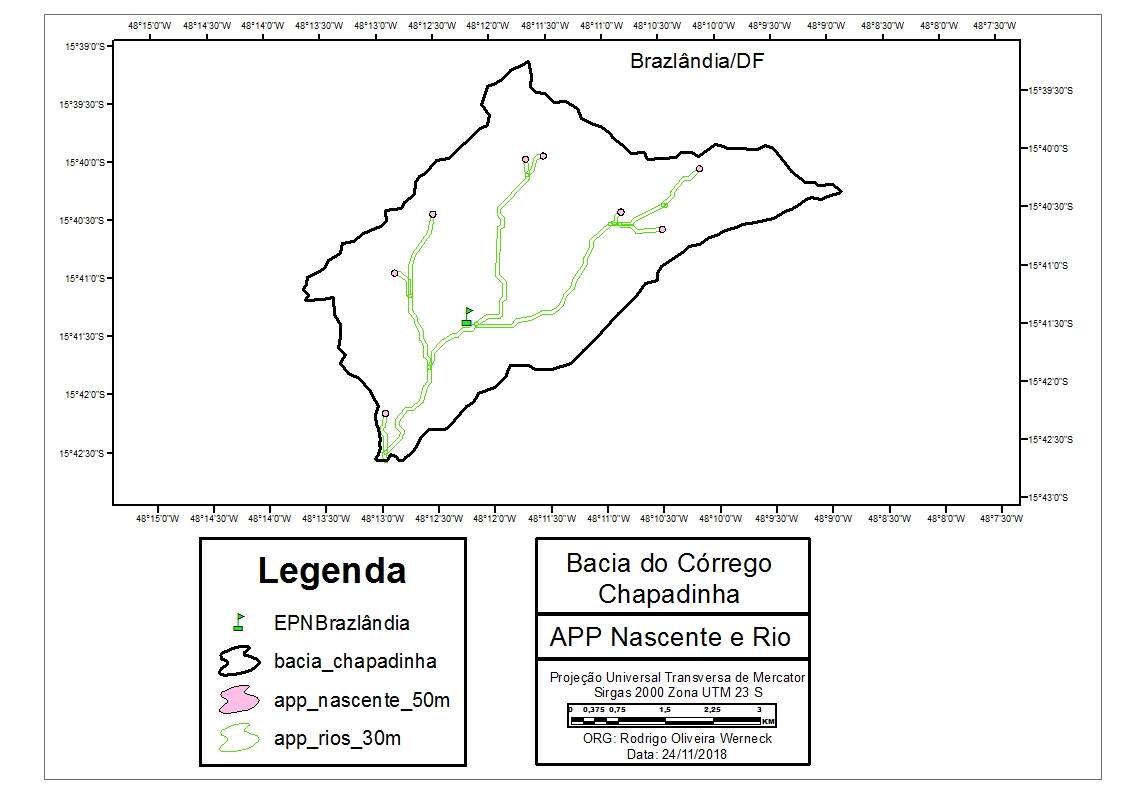 48°15'0"W 48°14'30"W 48°14'0"W 48°13'30"W 48°13'0"W 48°12'30"W 48°12'0"W 48°11'30"W 48°11'0"W 48°10'30"W 48°10'0"W 48°9'30"W 48°9'0"W 48°8'30"W 48°8'0"W 48°7'30"W
15°39'0"S
Brazlândia/DF
15°39'30"S
15°39'30"S
15°40'0"S
15°40'0"S
15°40'30"S
15°40'30"S
15°41'0"S
15°41'0"S
15°41'30"S
15°41'30"S
15°42'0"S
15°42'0"S
15°42'30"S
15°42'30"S
15°43'0"S
48°15'0"W 48°14'30"W 48°14'0"W 48°13'30"W 48°13'0"W 48°12'30"W 48°12'0"W 48°11'30"W 48°11'0"W 48°10'30"W 48°10'0"W 48°9'30"W 48°9'0"W 48°8'30"W 48°8'0"W 48°7'30"W
Legenda
EPNBrazlândia
bacia_chapadinha
app_nascente_50m
app_rios_30m
Bacia do Córrego
Chapadinha
APP Nascente e Rio
Projeção Universal Transversa de Mercator
Sirgas 2000 Zona UTM 23 S
0 0,375 0,75 1,5 2,25 3
KM
ORG: Rodrigo Oliveira Werneck
Data: 24/11/2018